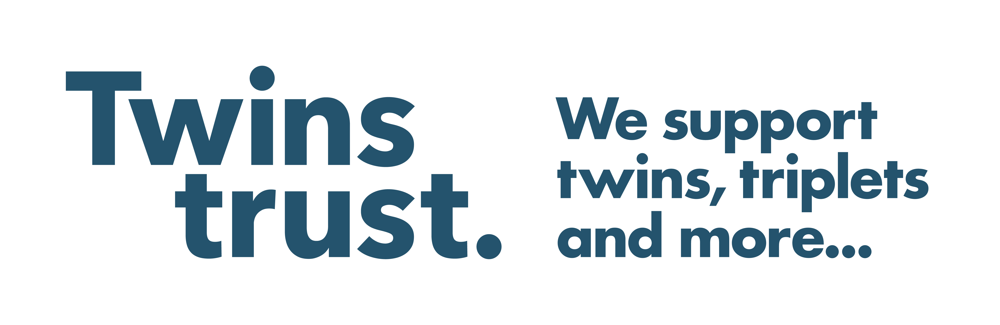 Twins
trust.
We support
twins, triplets
and more...